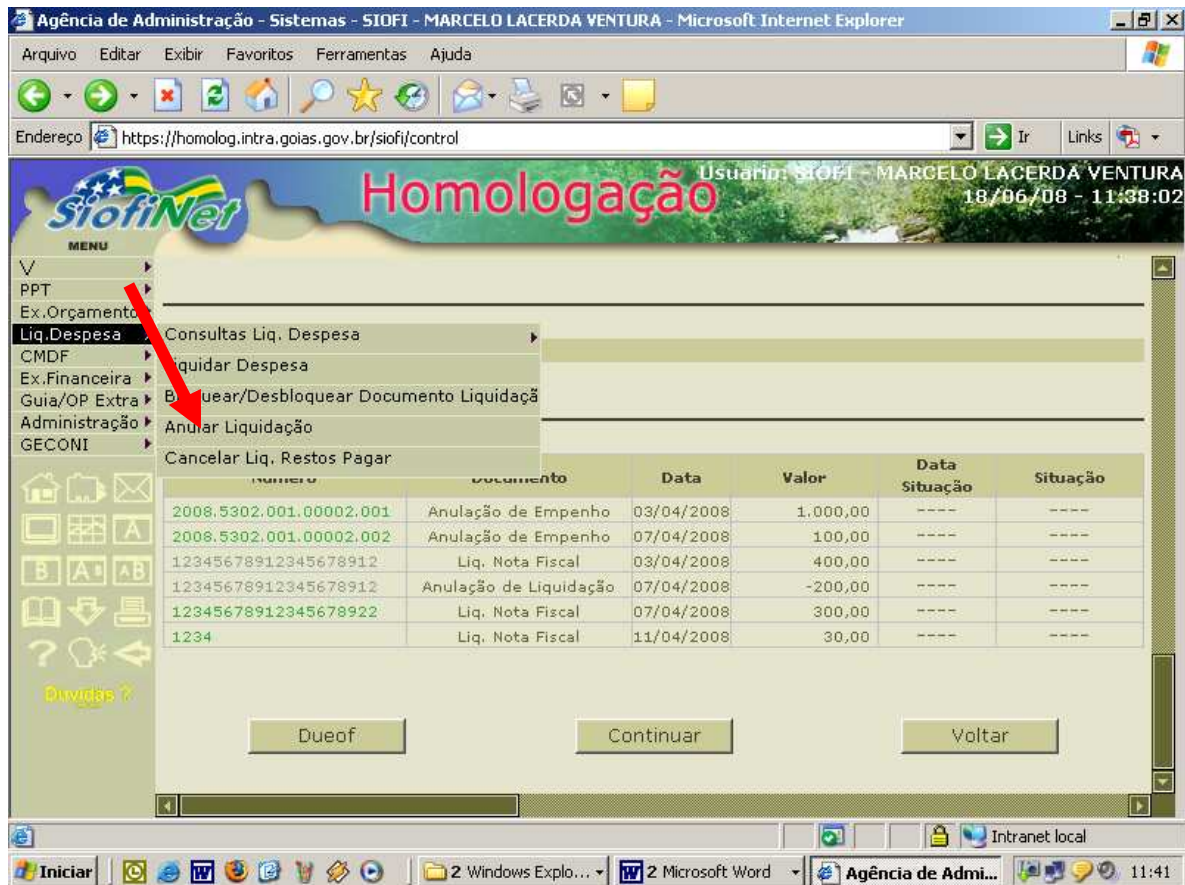 Agência de Administração - Sistemas - SIOFI - MARCELO LACERDA VENTURA - Microsoft Internet Explorer
Arquivo Editar Exibir Favoritos Ferramentas Ajuda
Endereço https://homolog.intra.goias.gov.br/siofi/control Ir Links
SiofiNet
MENU
Homologação
Usuario: SIOFI - MARCELO LACERDA VENTURA
18/06/08 - 11:38:02
V
PPT
Ex.Orçamento
Liq.Despesa
CMDF
Ex.Financeira
Guia/OP Extra
Administração
GECONI
Consultas Liq. Despesa
Liquidar Despesa
Bloquear/Desbloquear Documento Liquidaçã
Anular Liquidação
Cancelar Liq. Restos Pagar
Número Documento Data Valor Data Situação Situação
2008.5302.001.00002.001 Anulação de Empenho 03/04/2008 1.000,00 ---- ----
2008.5302.001.00002.002 Anulação de Empenho 07/04/2008 100,00 ---- ----
12345678912345678912 Liq. Nota Fiscal 03/04/2008 400,00 ---- ----
12345678912345678912 Anulação de Liquidação 07/04/2008 -200,00 ---- ----
12345678912345678922 Liq. Nota Fiscal 07/04/2008 300,00 ---- ----
1234 Liq. Nota Fiscal 11/04/2008 30,00 ---- ----
A
B A AB
?
Duvidas ?
Dueof Continuar Voltar
Intranet local
Iniciar 2 Windows Explo... 2 Microsoft Word Agência de Admi... 11:41